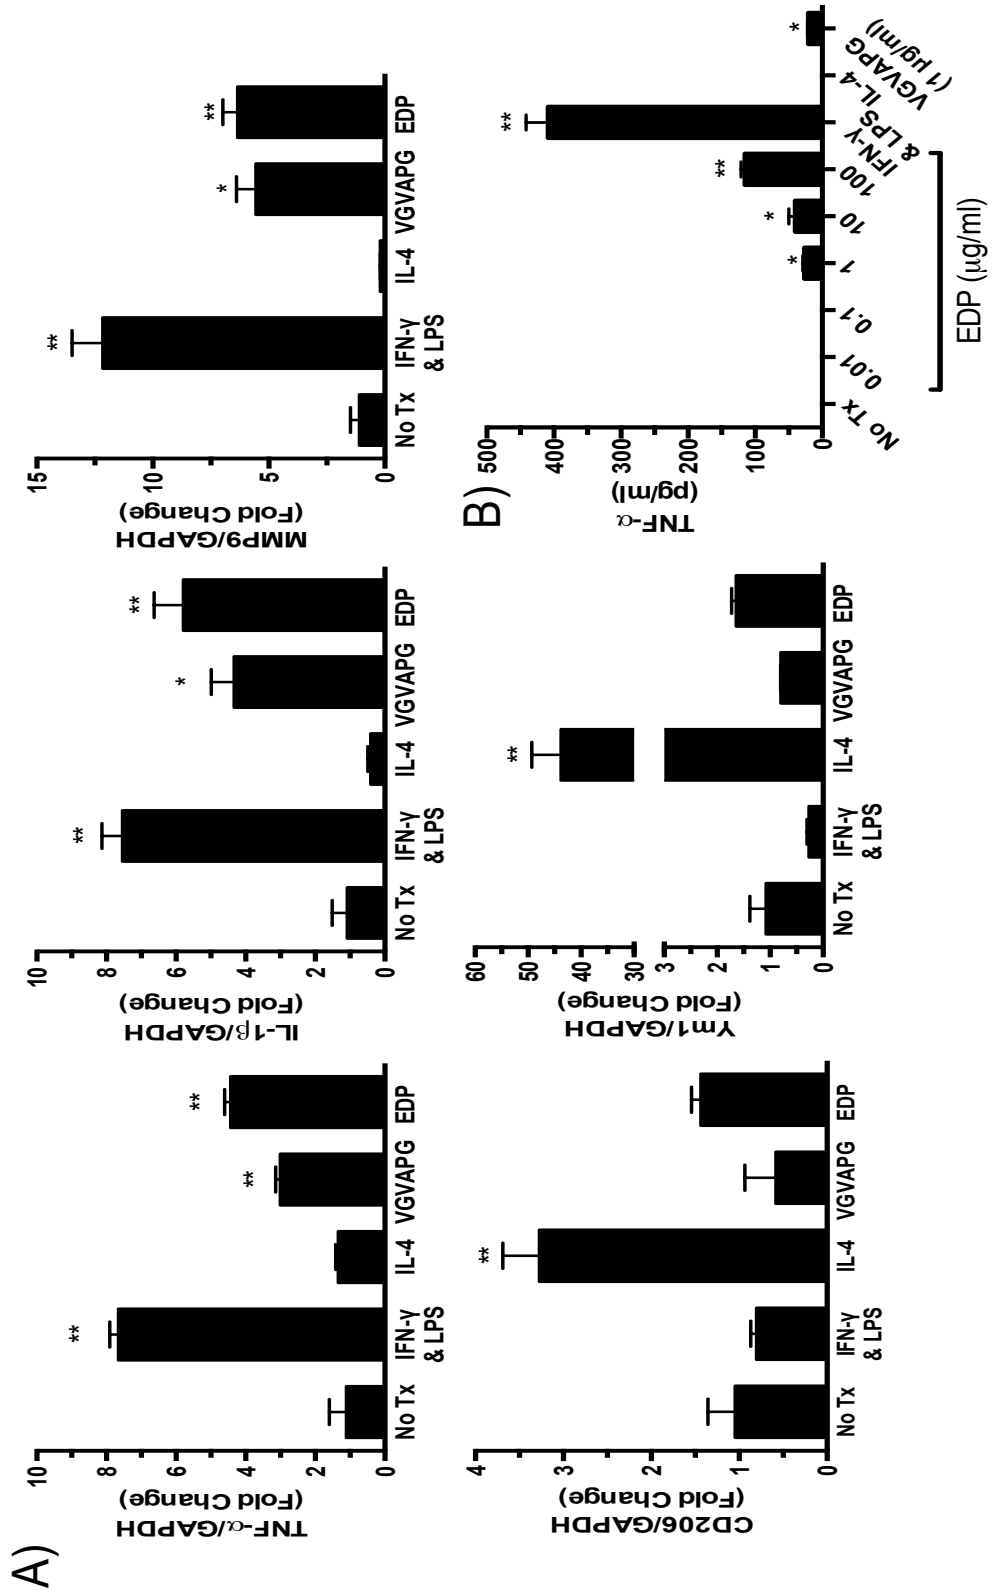 A)
TNF-α/GAPDH
(Fold Change)
10
8
6
4
2
0
**
**
**
No Tx
IFN-γ
& LPS
IL-4
VGVAPG
EDP
IL-1β/GAPDH
(Fold Change)
10
8
6
4
2
0
**
*
**
No Tx
IFN-γ
& LPS
IL-4
VGVAPG
EDP
MMP9/GAPDH
(Fold Change)
15
10
5
0
**
*
**
No Tx
IFN-γ
& LPS
IL-4
VGVAPG
EDP
CD206/GAPDH
(Fold Change)
4
3
2
1
0
**
No Tx
IFN-γ
& LPS
IL-4
VGVAPG
EDP
Ym1/GAPDH
(Fold Change)
60
50
40
30
3
2
1
0
**
No Tx
IFN-γ
& LPS
IL-4
VGVAPG
EDP
B)
TNF-α
(pg/ml)
500
400
300
200
100
0
*
*
**
**
*
No Tx
0.01
0.1
1
10
100
IFN-γ
& LPS
IL-4
VGVAPG
(1 μg/ml)
EDP (μg/ml)